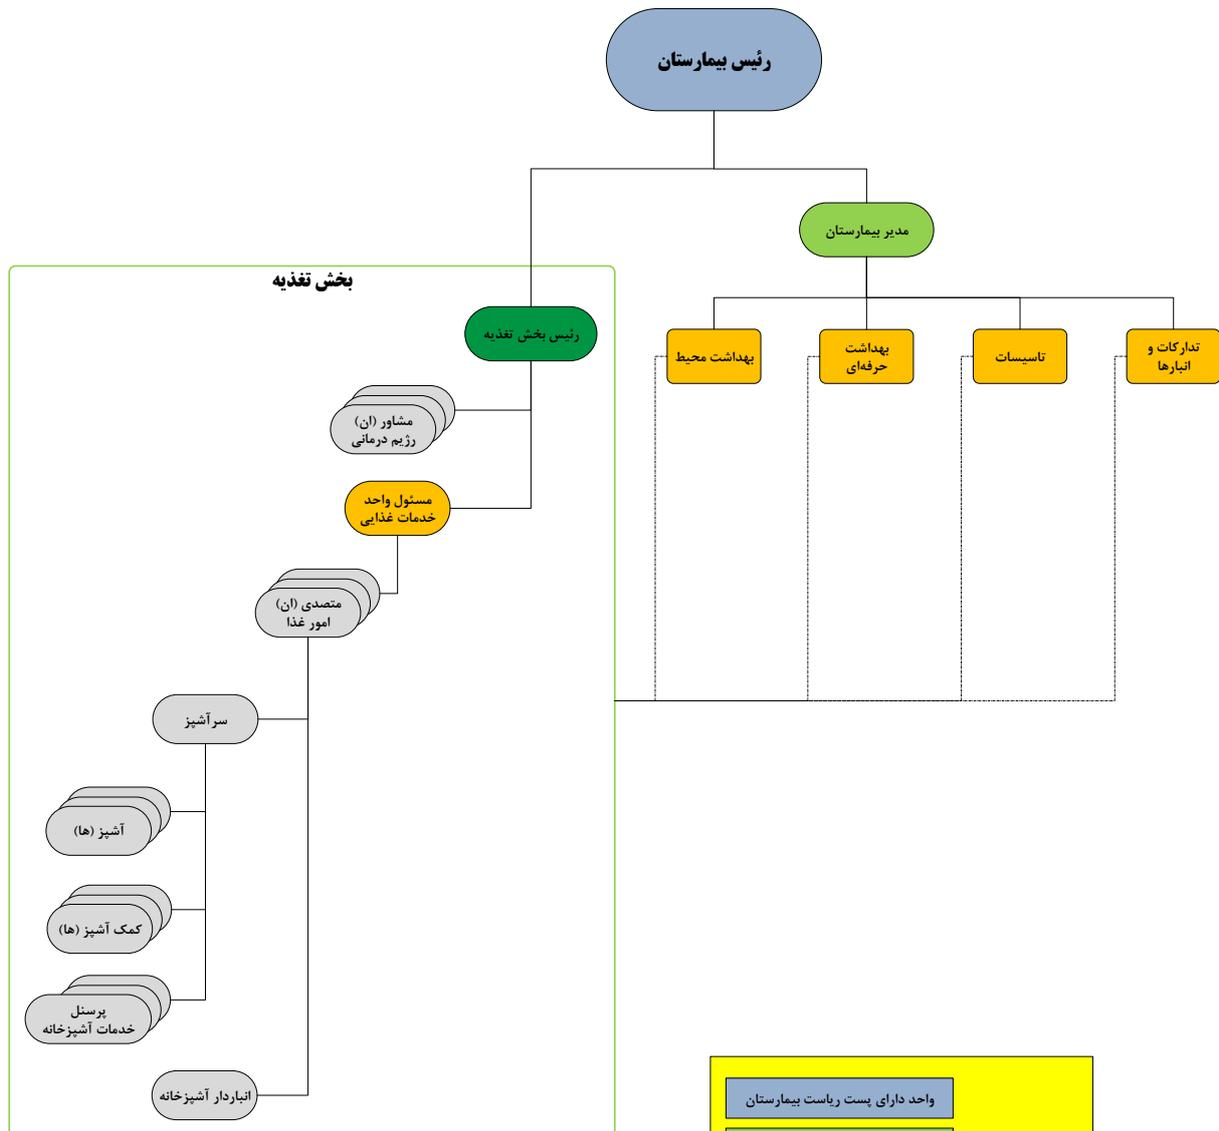 رئیس بیمارستان
مدیر بیمارستان
بخش تغذیه
رئیس بخش تغذیه
تدارکات و
انبارها
تاسیسات
بهداشت
حرفه‌ای
بهداشت محیط
مشاور (ان)
رژیم درمانی
مسئول واحد
خدمات غذایی
متصدی (ان)
امور غذا
سرآشپز
آشپز (ها)
کمک آشپز (ها)
پرسنل
خدمات آشپزخانه
انباردار آشپزخانه
واحد دارای پست ریاست بیمارستان